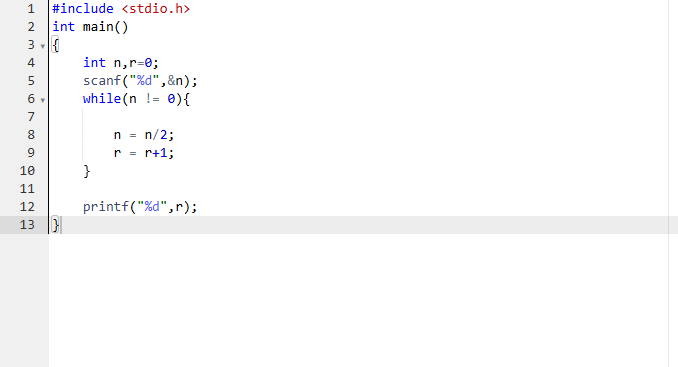 1 #include <stdio.h>
2 int main()
3 {
4 int n,r=0;
5 scanf("%d",&n);
6 while(n != 0){
7
8 n = n/2;
9 r = r+1;
10 }
11
12 printf("%d",r);
13 }